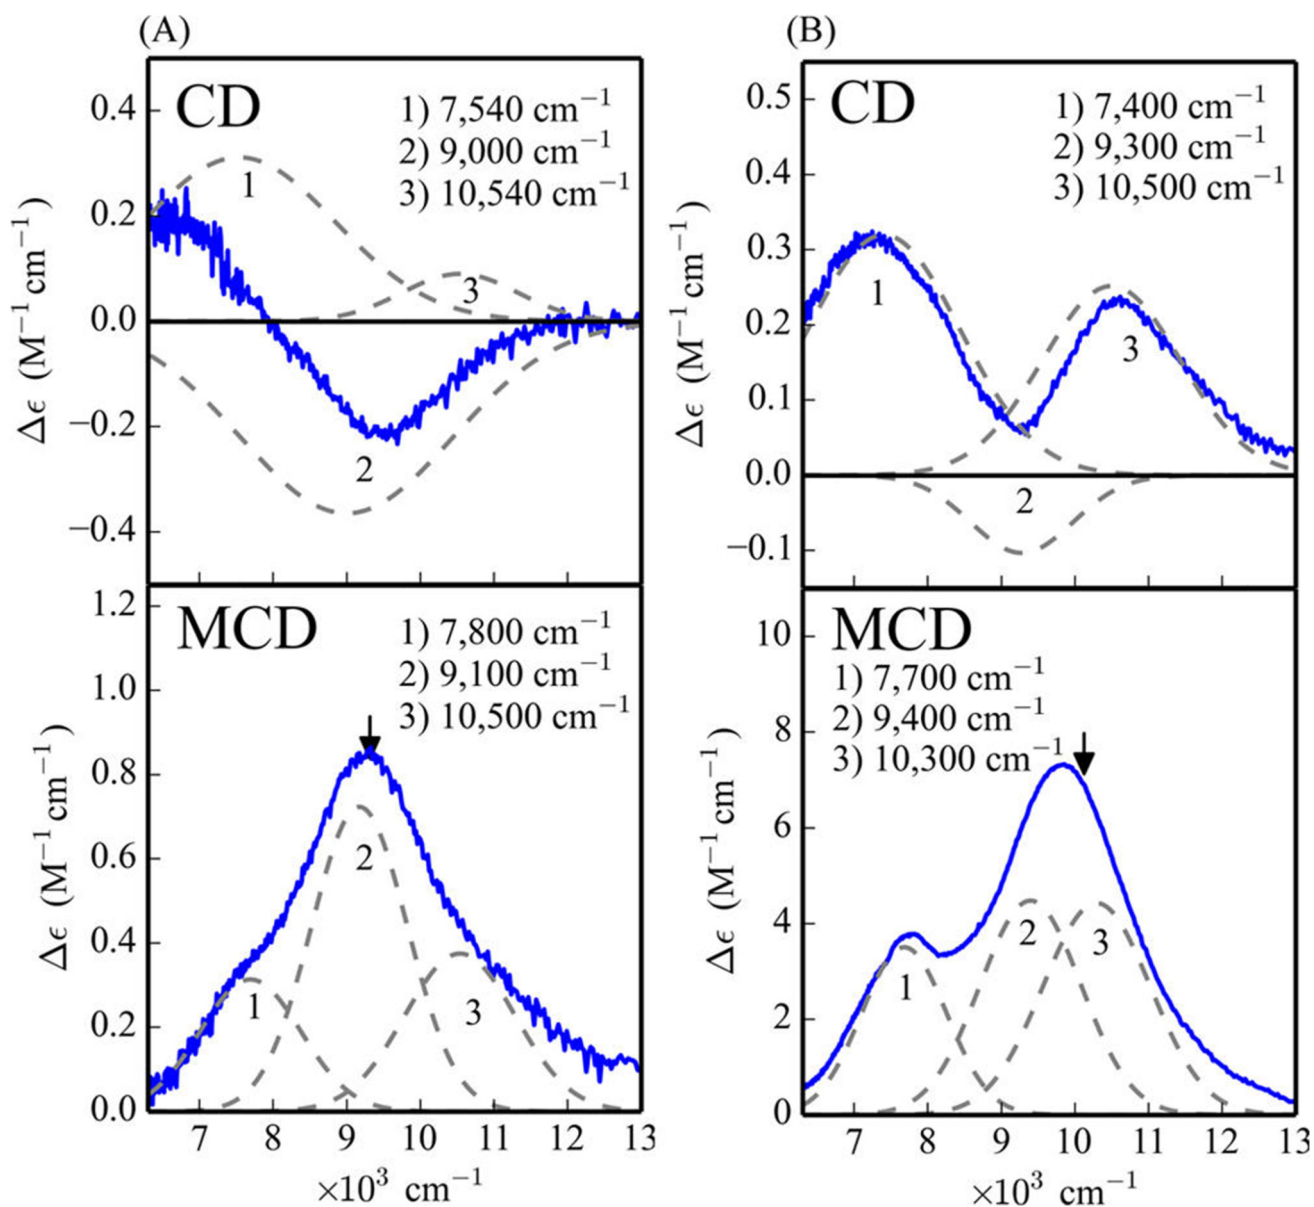 (A)
CD
1) 7,540 cm⁻¹
2) 9,000 cm⁻¹
3) 10,540 cm⁻¹
0.4
0.2
0.0
−0.2
−0.4
Δϵ (M⁻¹cm⁻¹)
1
2
3
MCD
1) 7,800 cm⁻¹
2) 9,100 cm⁻¹
3) 10,500 cm⁻¹
1.2
1.0
0.8
0.6
0.4
0.2
0.0
Δϵ (M⁻¹cm⁻¹)
1
2
3
7 8 9 10 11 12 13
×10³ cm⁻¹
(B)
CD
1) 7,400 cm⁻¹
2) 9,300 cm⁻¹
3) 10,500 cm⁻¹
0.5
0.4
0.3
0.2
0.1
0.0
−0.1
Δϵ (M⁻¹cm⁻¹)
1
2
3
MCD
1) 7,700 cm⁻¹
2) 9,400 cm⁻¹
3) 10,300 cm⁻¹
10
8
6
4
2
0
Δϵ (M⁻¹cm⁻¹)
1
2
3
7 8 9 10 11 12 13
×10³ cm⁻¹